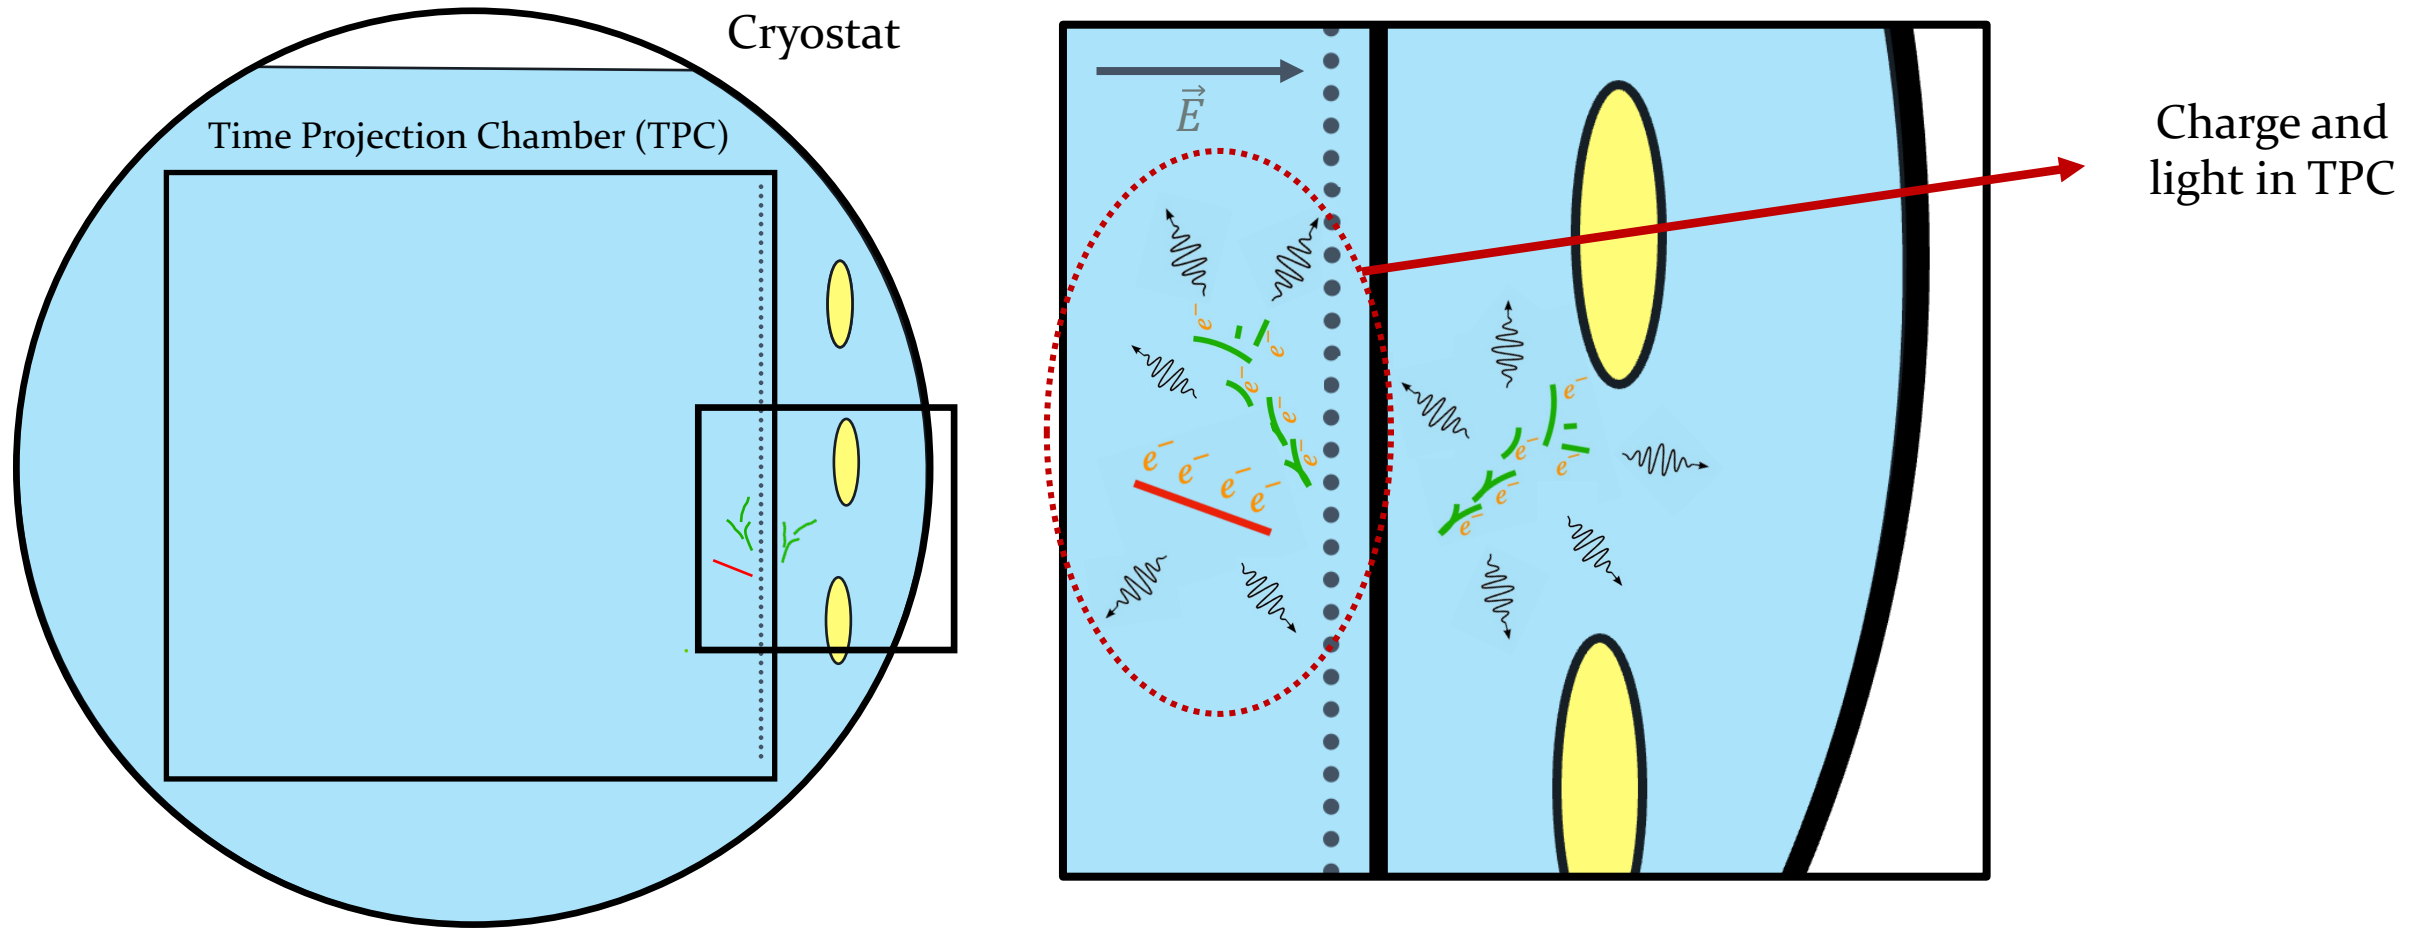 Cryostat
Time Projection Chamber (TPC)
E⃗
Charge and
light in TPC
e⁻
e⁻
e⁻
e⁻
e⁻
e⁻
e⁻
e⁻
e⁻
e⁻
e⁻
e⁻
e⁻
e⁻